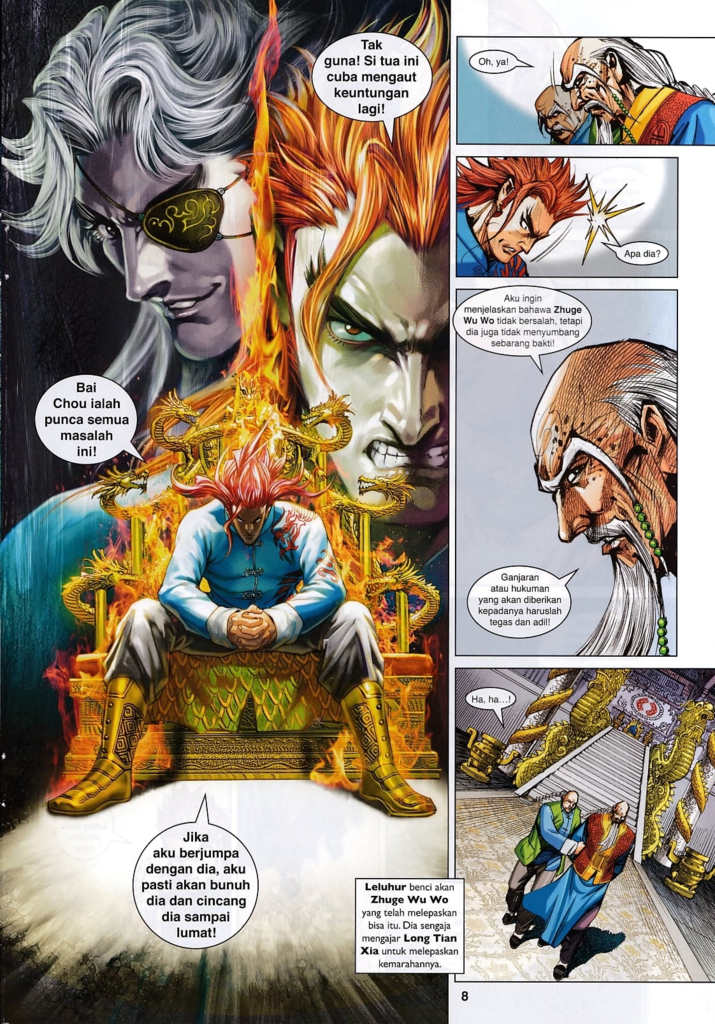 Tak
guna! Si tua ini
cuba mengaut
keuntungan
lagi!
Bai
Chou ialah
punca semua
masalah
ini!
Jika
aku berjumpa
dengan dia, aku
pasti akan bunuh
dia dan cincang
dia sampai
lumat!
Leluhur benci akan
Zhuge Wu Wo
yang telah melepaskan
bisa itu. Dia sengaja
mengajar Long Tian
Xia untuk melepaskan
kemarahannya.
Oh, ya?
Apa dia?
Aku ingin
menjelaskan bahawa Zhuge
Wu Wo tidak bersalah, tetapi
dia juga tidak menyumbang
sebarang bakti!
Ganjaran
atau hukuman
yang akan diberikan
kepadanya haruslah
tegas dan adil!
Ha, ha...!
8